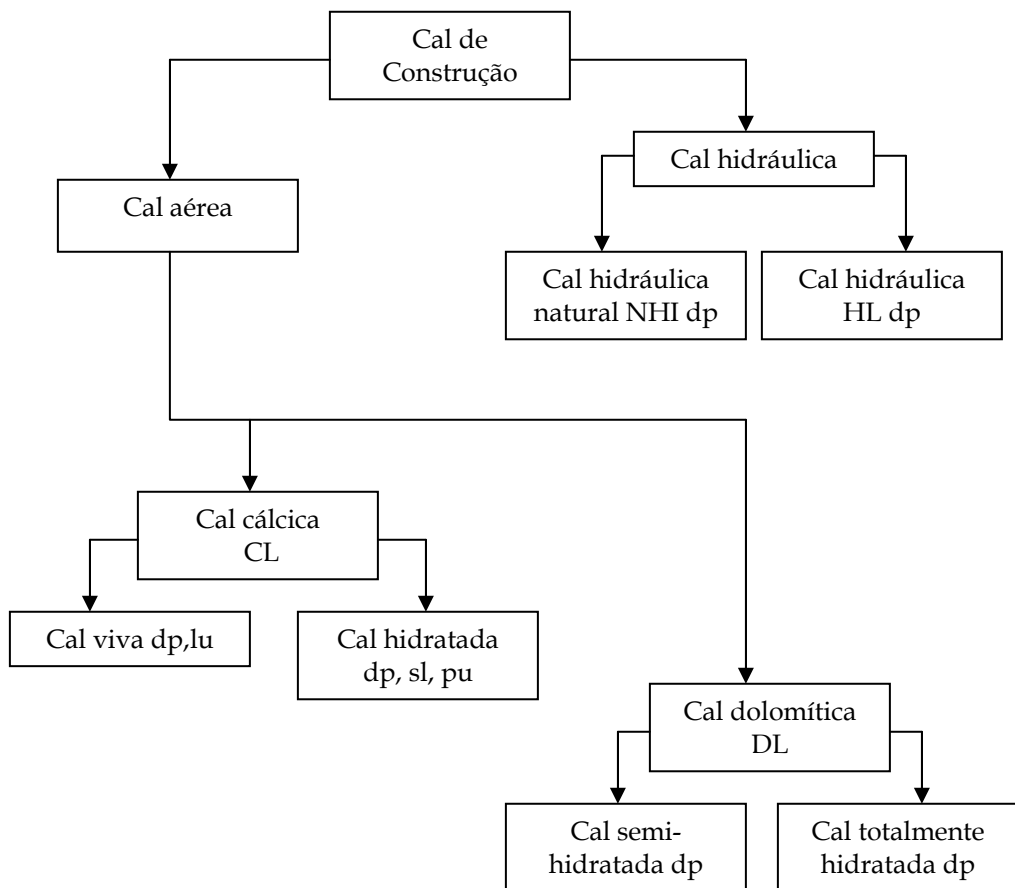 Cal de
Construção
Cal hidráulica
Cal aérea
Cal hidráulica
natural NHI dp
Cal hidráulica
HL dp
Cal cálcica
CL
Cal viva dp,lu
Cal hidratada
dp, sl, pu
Cal dolomítica
DL
Cal semi-
hidratada dp
Cal totalmente
hidratada dp